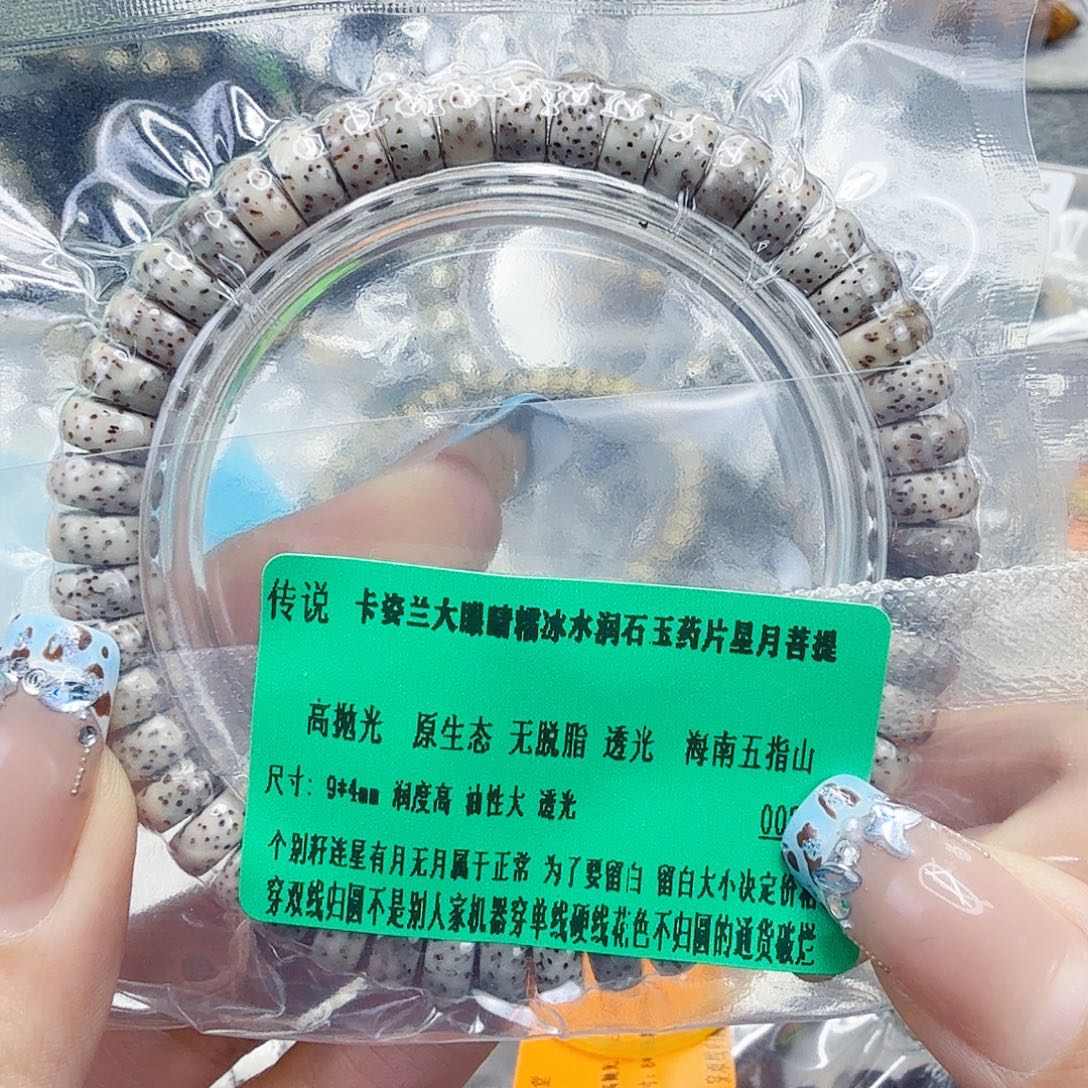 传说 卡姿兰大眼睛糯冰水润石玉药片星月菩提
高抛光 原生态 无脱脂 透光 海南五指山
尺寸: 9*4mm 润度高 油性大 透光
00
个别籽连星有月无月属于正常 为了要留白 留白大小决定价格
穿双线归圆不是别人家机器穿单线硬线花色不归圆的通货破烂